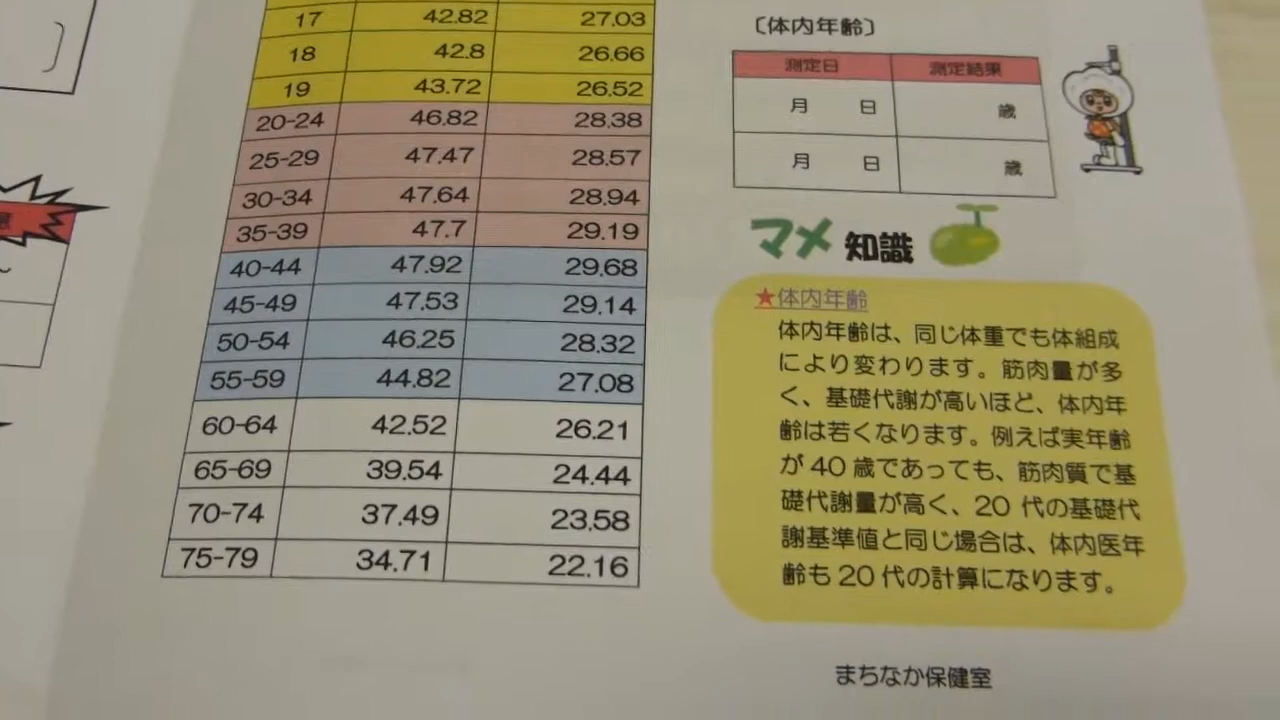 17 42.82 27.03
18 42.8 26.66
19 43.72 26.52
20-24 46.82 28.38
25-29 47.47 28.57
30-34 47.64 28.94
35-39 47.7 29.19
40-44 47.92 29.68
45-49 47.53 29.14
50-54 46.25 28.32
55-59 44.82 27.08
60-64 42.52 26.21
65-69 39.54 24.44
70-74 37.49 23.58
75-79 34.71 22.16
〔体内年齢〕
測定日 測定結果
月 日 歳
月 日 歳
マメ知識
★体内年齢
体内年齢は、同じ体重でも体組成
により変わります。筋肉量が多
く、基礎代謝が高いほど、体内年
齢は若くなります。例えば実年齢
が40歳であっても、筋肉質で基
礎代謝量が高く、20代の基礎代
謝基準値と同じ場合は、体内医年
齢も20代の計算になります。
まちなか保健室